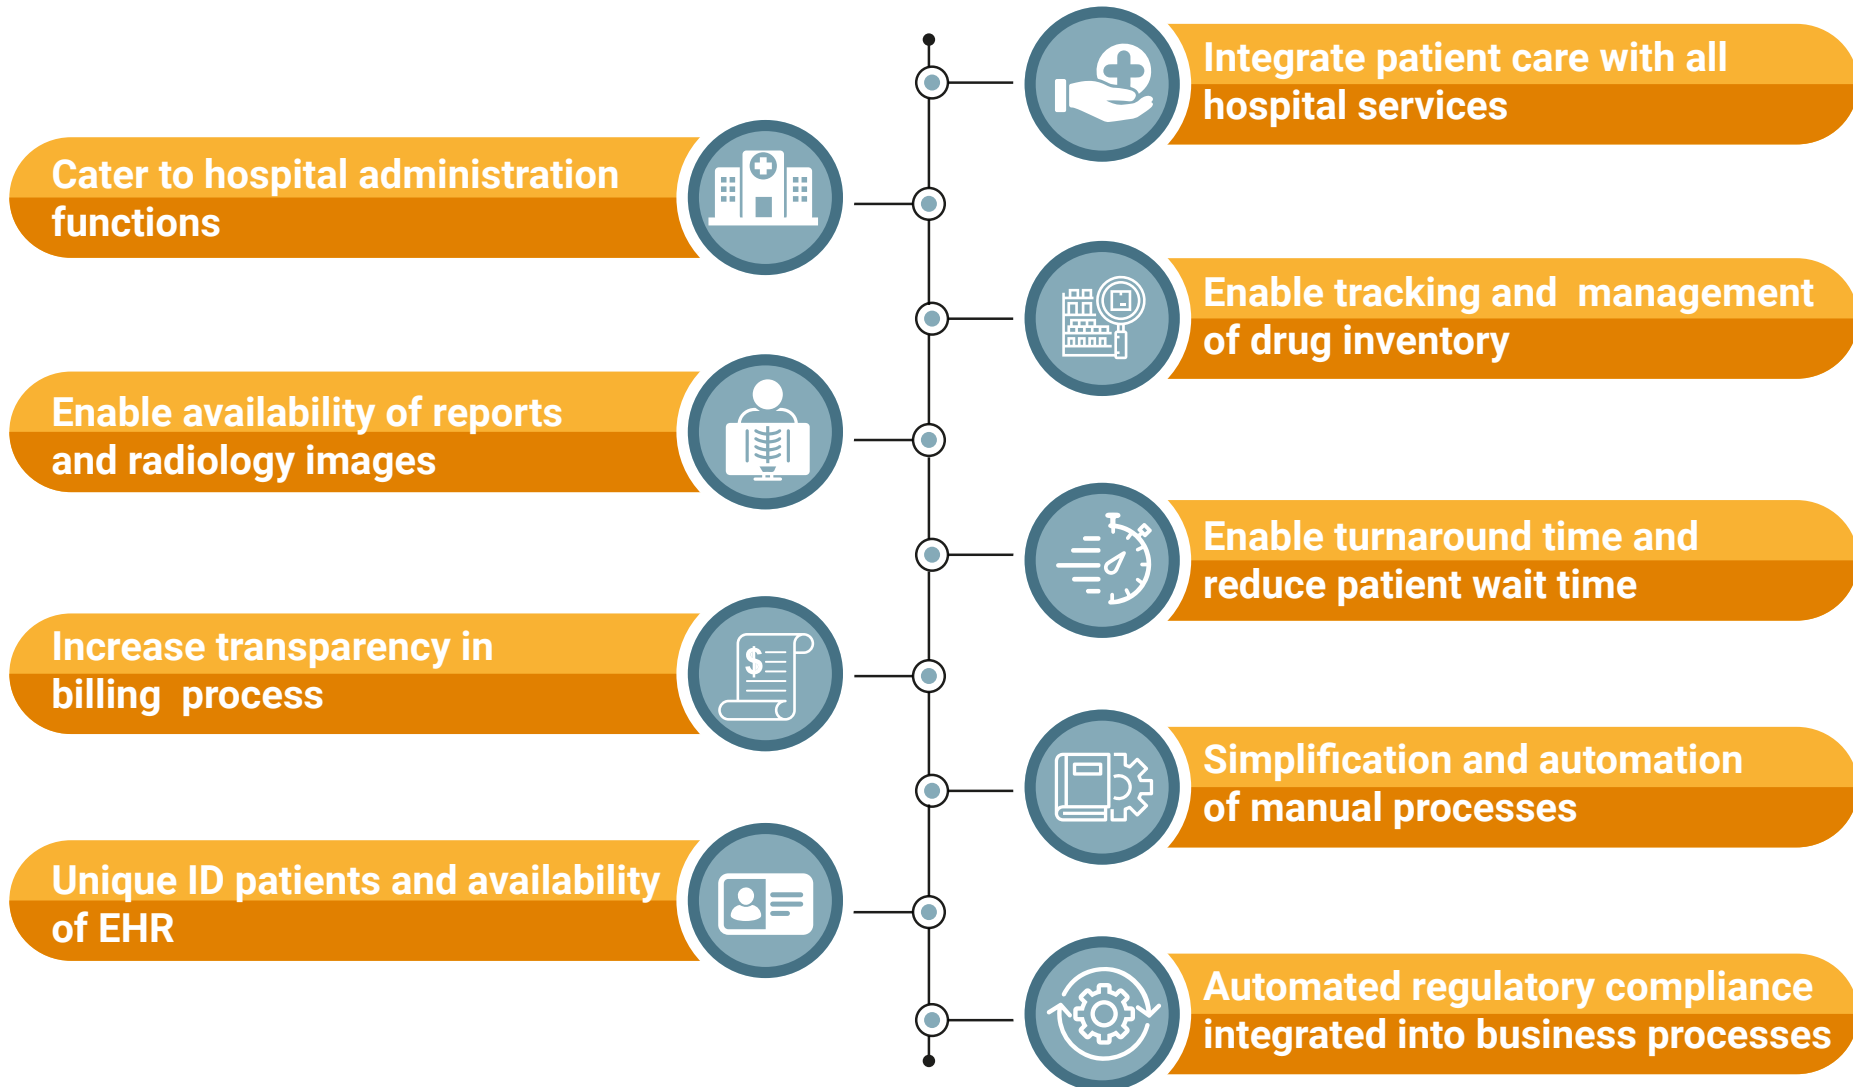 Integrate patient care with all
hospital services
Cater to hospital administration
functions
Enable tracking and  management
of drug inventory
Enable availability of reports
and radiology images
Enable turnaround time and
reduce patient wait time
Increase transparency in
billing  process
$
Simplification and automation
of manual processes
Unique ID patients and availability
of EHR
Automated regulatory compliance
integrated into business processes